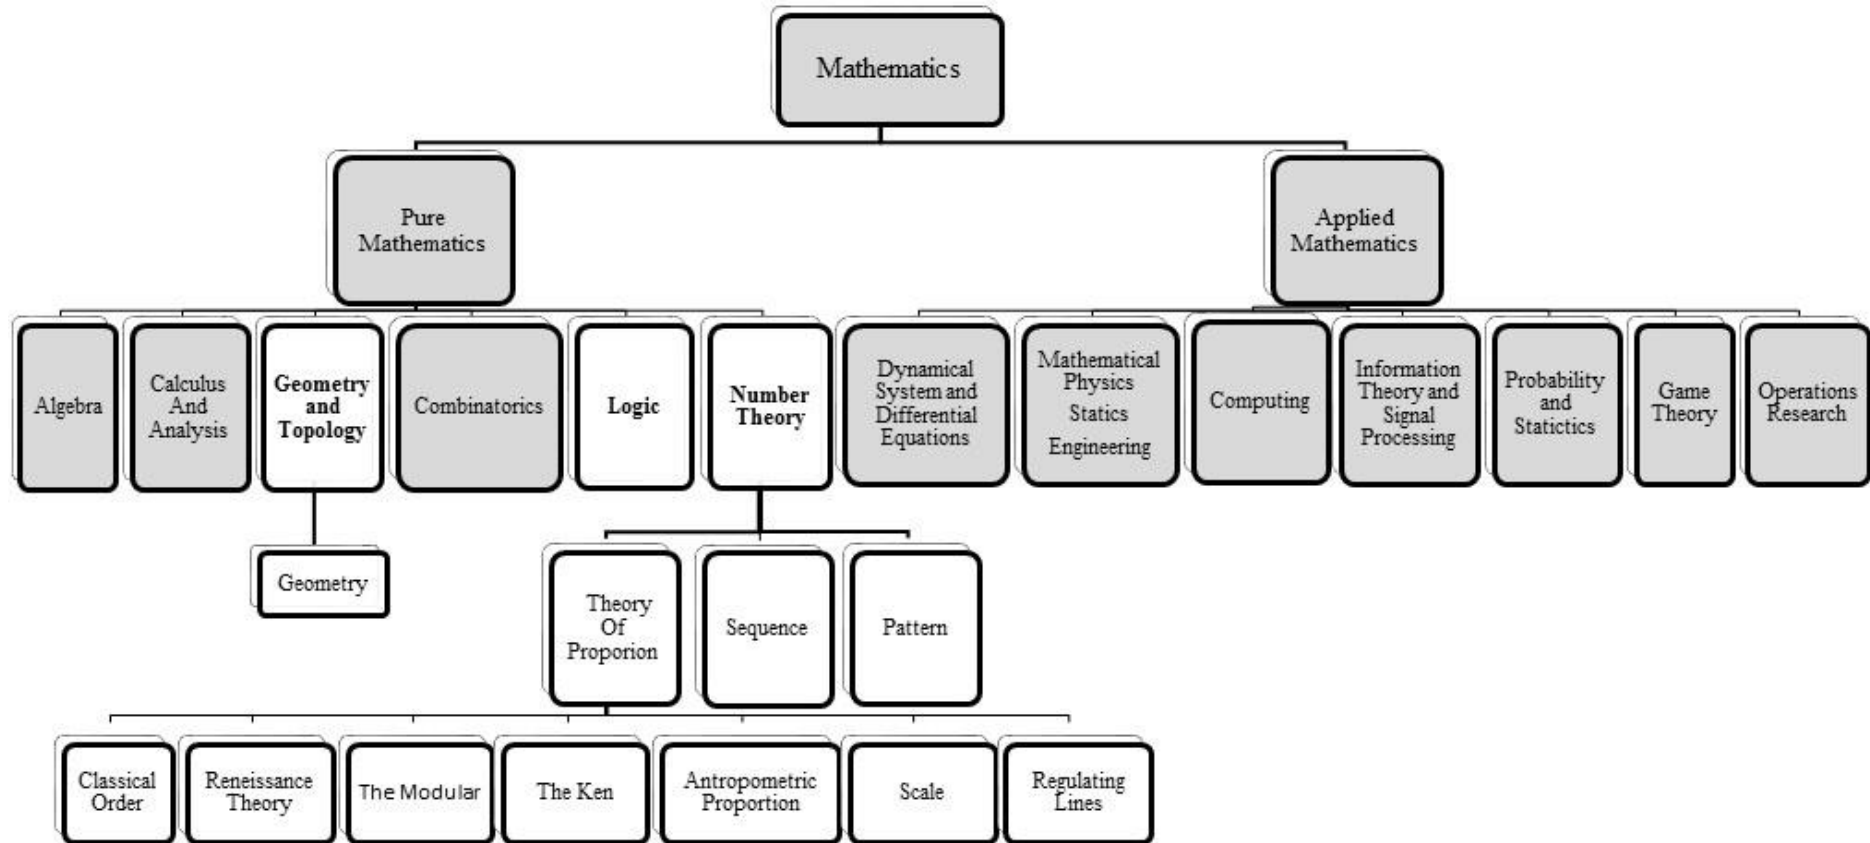 Mathematics
Pure
Mathematics
Applied
Mathematics
Algebra
Calculus
And
Analysis
Geometry
and
Topology
Combinatorics
Logic
Number
Theory
Dynamical
System and
Differential
Equations
Mathematical
Physics
Statics
Engineering
Computing
Information
Theory and
Signal
Processing
Probability
and
Statictics
Game
Theory
Operations
Research
Geometry
Theory
Of
Proporion
Sequence
Pattern
Classical
Order
Reneissance
Theory
The Modular
The Ken
Antropometric
Proportion
Scale
Regulating
Lines